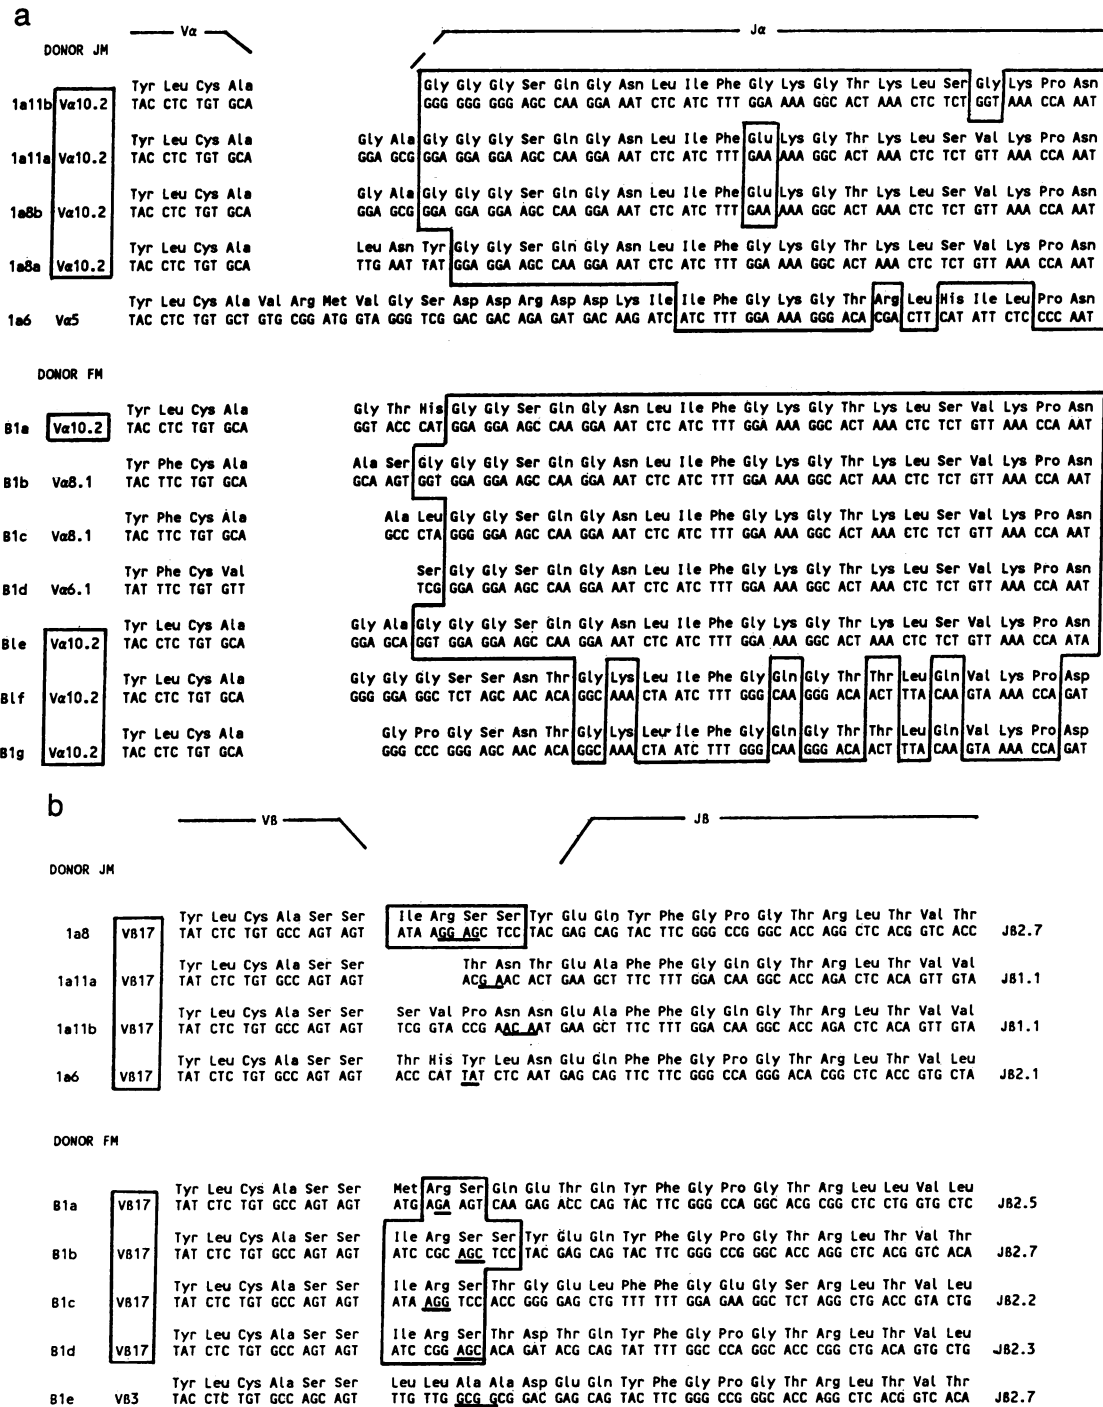 a
Vα Jα
DONOR JM
Tyr Leu Cys Ala Gly Gly Gly Ser Gln Gly Asn Leu Ile Phe Gly Lys Gly Thr Lys Leu Ser Gly Lys Pro Asn
1a11b Vα10.2 TAC CTC TGT GCA GGG GGG GGG AGC CAA GGA AAT CTC ATC TTT GGA AAA GGC ACT AAA CTC TCT GGT AAA CCA AAT
Tyr Leu Cys Ala Gly Ala Gly Gly Gly Ser Gln Gly Asn Leu Ile Phe Glu Lys Gly Thr Lys Leu Ser Val Lys Pro Asn
1a11a Vα10.2 TAC CTC TGT GCA GGA GCG GGA GGA GGA AGC CAA GGA AAT CTC ATC TTT GAA AAA GGC ACT AAA CTC TCT GTT AAA CCA AAT
Tyr Leu Cys Ala Gly Ala Gly Gly Gly Ser Gln Gly Asn Leu Ile Phe Glu Lys Gly Thr Lys Leu Ser Val Lys Pro Asn
1a8b Vα10.2 TAC CTC TGT GCA GGA GCG GGA GGA GGA AGC CAA GGA AAT CTC ATC TTT GAA AAA GGC ACT AAA CTC TCT GTT AAA CCA AAT
Tyr Leu Cys Ala Leu Asn Tyr Gly Gly Ser Gln Gly Asn Leu Ile Phe Gly Lys Gly Thr Lys Leu Ser Val Lys Pro Asn
1a8a Vα10.2 TAC CTC TGT GCA TTG AAT TAT GGA GGA AGC CAA GGA AAT CTC ATC TTT GGA AAA GGC ACT AAA CTC TCT GTT AAA CCA AAT
Tyr Leu Cys Ala Val Arg Met Val Gly Ser Asp Asp Arg Asp Asp Lys Ile Ile Phe Gly Lys Gly Thr Arg Leu His Ile Leu Pro Asn
1a6 Vα5 TAC CTC TGT GCT GTG CGG ATG GTA GGG TCG GAC GAC AGA GAT GAC AAG ATC ATC TTT GGA AAA GGG ACA CGA CTT CAT ATT CTC CCC AAT
DONOR FM
Tyr Leu Cys Ala Gly Thr His Gly Gly Ser Gln Gly Asn Leu Ile Phe Gly Lys Gly Thr Lys Leu Ser Val Lys Pro Asn
B1a Vα10.2 TAC CTC TGT GCA GGT ACC CAT GGA GGA AGC CAA GGA AAT CTC ATC TTT GGA AAA GGC ACT AAA CTC TCT GTT AAA CCA AAT
Tyr Phe Cys Ala Ala Ser Gly Gly Gly Ser Gln Gly Asn Leu Ile Phe Gly Lys Gly Thr Lys Leu Ser Val Lys Pro Asn
B1b Vα8.1 TAC TTC TGT GCA GCA AGT GGT GGA GGA AGC CAA GGA AAT CTC ATC TTT GGA AAA GGC ACT AAA CTC TCT GTT AAA CCA AAT
Tyr Phe Cys Ala Ala Leu Gly Gly Ser Gln Gly Asn Leu Ile Phe Gly Lys Gly Thr Lys Leu Ser Val Lys Pro Asn
B1c Vα8.1 TAC TTC TGT GCA GCC CTA GGG GGA AGC CAA GGA AAT CTC ATC TTT GGA AAA GGC ACT AAA CTC TCT GTT AAA CCA AAT
Tyr Phe Cys Val Ser Gly Gly Ser Gln Gly Asn Leu Ile Phe Gly Lys Gly Thr Lys Leu Ser Val Lys Pro Asn
B1d Vα6.1 TAT TTC TGT GTT TCG GGA GGA AGC CAA GGA AAT CTC ATC TTT GGA AAA GGC ACT AAA CTC TCT GTT AAA CCA AAT
Tyr Leu Cys Ala Gly Ala Gly Gly Gly Ser Gln Gly Asn Leu Ile Phe Gly Lys Gly Thr Lys Leu Ser Val Lys Pro Asn
Ble Vα10.2 TAC CTC TGT GCA GGA GCA GGT GGA GGA AGC CAA GGA AAT CTC ATC TTT GGA AAA GGC ACT AAA CTC TCT GTT AAA CCA ATA
Tyr Leu Cys Ala Gly Gly Gly Ser Ser Asn Thr Gly Lys Leu Ile Phe Gly Gln Gly Thr Thr Leu Gln Val Lys Pro Asp
Blf Vα10.2 TAC CTC TGT GCA GGG GGA GGC TCT AGC AAC ACA GGC AAA CTA ATC TTT GGG CAA GGG ACA ACT TTA CAA GTA AAA CCA GAT
Tyr Leu Cys Ala Gly Pro Gly Ser Asn Thr Gly Lys Leu Ile Phe Gly Gln Gly Thr Thr Leu Gln Val Lys Pro Asp
B1g Vα10.2 TAC CTC TGT GCA GGG CCC GGG AGC AAC ACA GGC AAA CTA ATC TTT GGG CAA GGG ACA ACT TTA CAA GTA AAA CCA GAT
b
Vß Jß
DONOR JM
Tyr Leu Cys Ala Ser Ser Ile Arg Ser Ser Tyr Glu Gln Tyr Phe Gly Pro Gly Thr Arg Leu Thr Val Thr
1a8 Vß17 TAT CTC TGT GCC AGT AGT ATA AGG AGC TCC TAC GAG CAG TAC TTC GGG CCG GGC ACC AGG CTC ACG GTC ACC Jß2.7
Tyr Leu Cys Ala Ser Ser Thr Asn Thr Glu Ala Phe Phe Gly Gln Gly Thr Arg Leu Thr Val Val
1a11a Vß17 TAT CTC TGT GCC AGT AGT ACG AAC ACT GAA GCT TTC TTT GGA CAA GGC ACC AGA CTC ACA GTT GTA Jß1.1
Tyr Leu Cys Ala Ser Ser Ser Val Pro Asn Asn Glu Ala Phe Phe Gly Gln Gly Thr Arg Leu Thr Val Val
1a11b Vß17 TAT CTC TGT GCC AGT AGT TCG GTA CCG AAC AAT GAA GCT TTC TTT GGA CAA GGC ACC AGA CTC ACA GTT GTA Jß1.1
Tyr Leu Cys Ala Ser Ser Thr His Tyr Leu Asn Glu Gln Phe Phe Gly Pro Gly Thr Arg Leu Thr Val Leu
1a6 Vß17 TAT CTC TGT GCC AGT AGT ACC CAT TAT CTC AAT GAG CAG TTC TTC GGG CCA GGG ACA CGG CTC ACC GTG CTA Jß2.1
DONOR FM
Tyr Leu Cys Ala Ser Ser Met Arg Ser Gln Glu Thr Gln Tyr Phe Gly Pro Gly Thr Arg Leu Leu Val Leu
B1a Vß17 TAT CTC TGT GCC AGT AGT ATG AGA AGT CAA GAG ACC CAG TAC TTC GGG CCA GGC ACG CGG CTC CTG GTG CTC Jß2.5
Tyr Leu Cys Ala Ser Ser Ile Arg Ser Ser Tyr Glu Gln Tyr Phe Gly Pro Gly Thr Arg Leu Thr Val Thr
B1b Vß17 TAT CTC TGT GCC AGT AGT ATC CGC AGC TCC TAC GAG CAG TAC TTC GGG CCG GGC ACC AGG CTC ACG GTC ACA Jß2.7
Tyr Leu Cys Ala Ser Ser Ile Arg Ser Thr Gly Glu Leu Phe Phe Gly Glu Gly Ser Arg Leu Thr Val Leu
B1c Vß17 TAT CTC TGT GCC AGT AGT ATA AGG TCC ACC GGG GAG CTG TTT TTT GGA GAA GGC TCT AGG CTG ACC GTA CTG Jß2.2
Tyr Leu Cys Ala Ser Ser Ile Arg Ser Thr Asp Thr Gln Tyr Phe Gly Pro Gly Thr Arg Leu Thr Val Leu
B1d Vß17 TAT CTC TGT GCC AGT AGT ATC CGG AGC ACA GAT ACG CAG TAT TTT GGC CCA GGC ACC CGG CTG ACA GTG CTG Jß2.3
Tyr Leu Cys Ala Ser Ser Leu Leu Ala Ala Asp Glu Gln Tyr Phe Gly Pro Gly Thr Arg Leu Thr Val Thr
B1e Vß3 TAC CTC TGT GCC AGC AGT TTG TTG GCG GCG GAC GAG CAG TAC TTC GGG CCG GGC ACC AGG CTC ACG GTC ACA Jß2.7